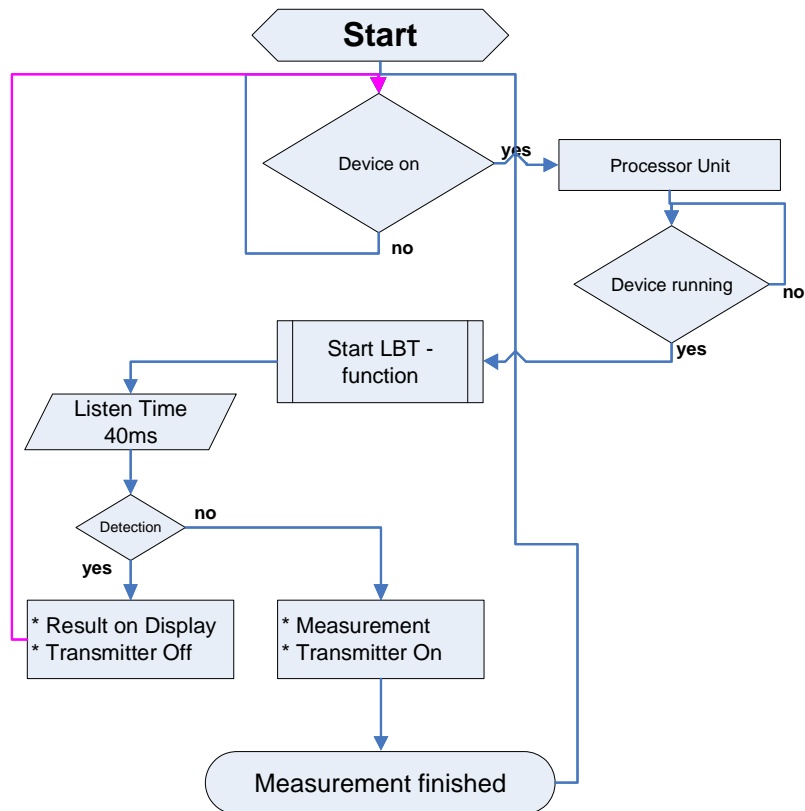 Start
Device on
yes
no
Processor Unit
Device running
no
yes
Start LBT -
function
Listen Time
40ms
Detection
no
yes
* Result on Display
* Transmitter Off
* Measurement
* Transmitter On
Measurement finished